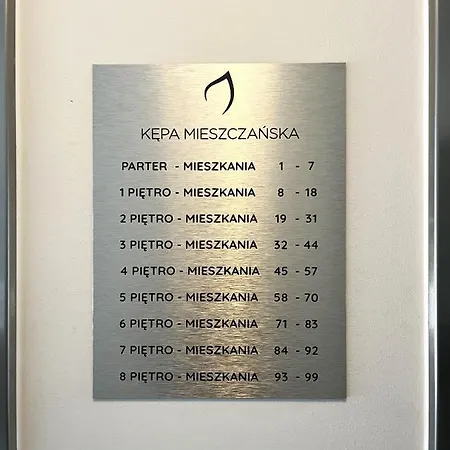 KĘPA MIESZCZAŃSKA
PARTER - MIESZKANIA 1 - 7
1 PIĘTRO - MIESZKANIA 8 - 18
2 PIĘTRO - MIESZKANIA 19 - 31
3 PIĘTRO - MIESZKANIA 32 - 44
4 PIĘTRO - MIESZKANIA 45 - 57
5 PIĘTRO - MIESZKANIA 58 - 70
6 PIĘTRO - MIESZKANIA 71 - 83
7 PIĘTRO - MIESZKANIA 84 - 92
8 PIĘTRO - MIESZKANIA 93 - 99